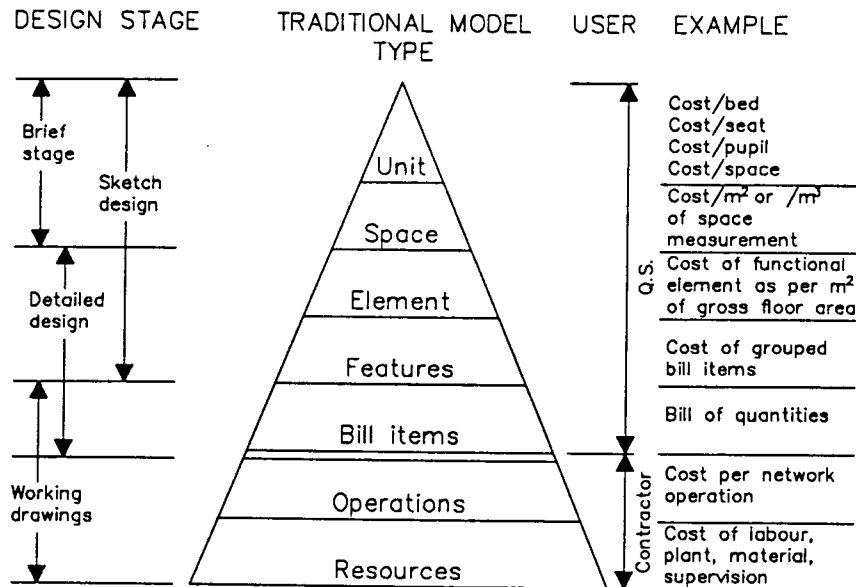 DESIGN STAGE
TRADITIONAL MODEL
TYPE
USER
EXAMPLE
Brief
stage
Sketch
design
Detailed
design
Working
drawings
Unit
Space
Element
Features
Bill items
Operations
Resources
Q.S.
Contractor
Cost/bed
Cost/seat
Cost/pupil
Cost/space
Cost/m² or /m³
of space
measurement
Cost of functional
element as per m²
of gross floor area
Cost of grouped
bill items
Bill of quantities
Cost per network
operation
Cost of labour,
plant, material,
supervision